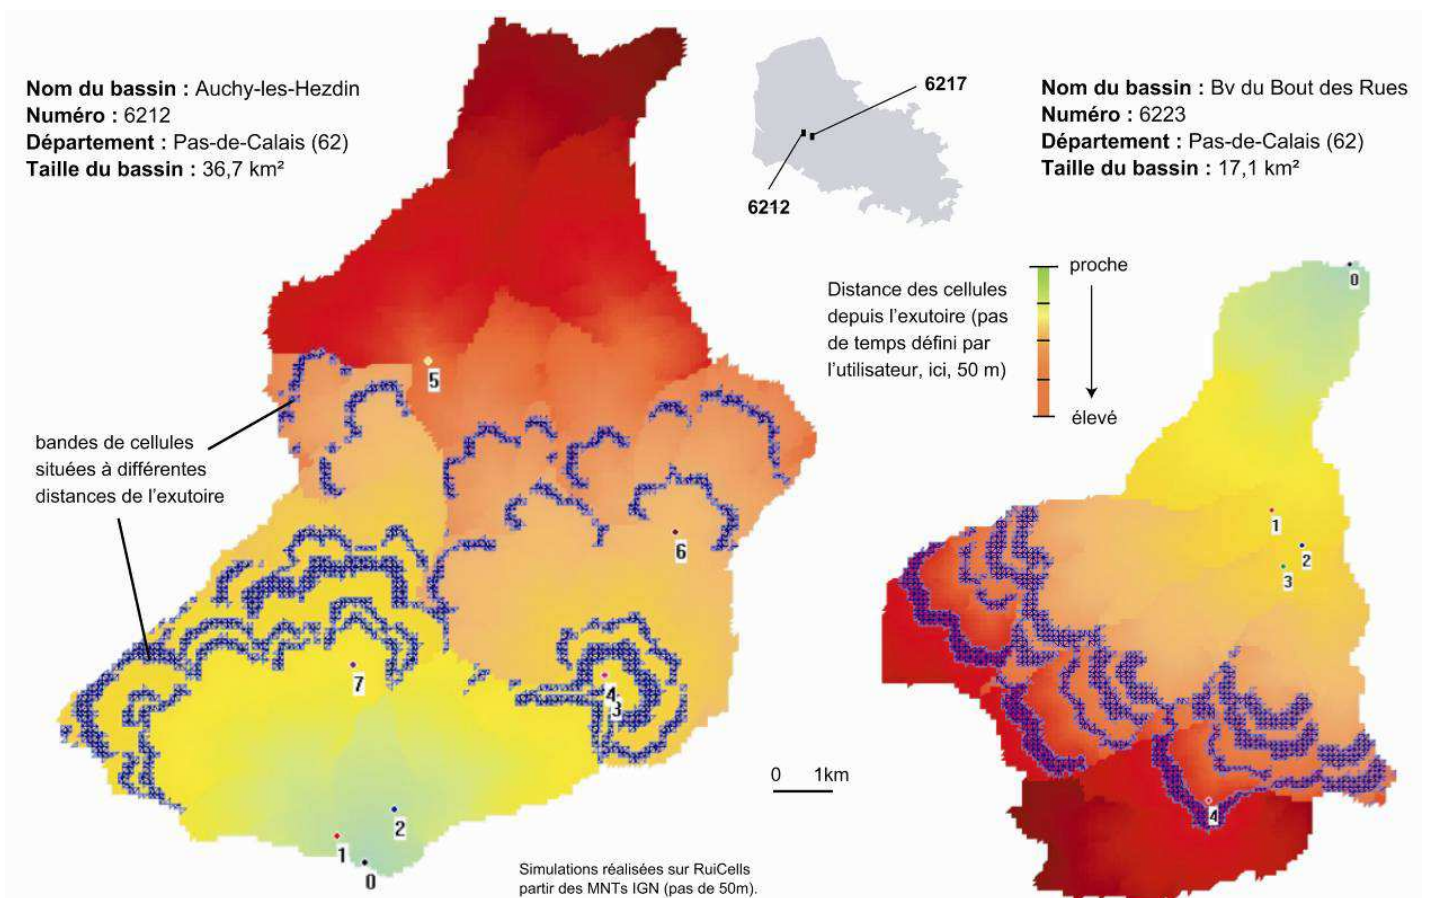 Nom du bassin : Auchy-les-Hezdin
Numéro : 6212
Département : Pas-de-Calais (62)
Taille du bassin : 36,7 km²
6217
6212
Nom du bassin : Bv du Bout des Rues
Numéro : 6223
Département : Pas-de-Calais (62)
Taille du bassin : 17,1 km²
Distance des cellules
depuis l'exutoire (pas
de temps défini par
l'utilisateur, ici, 50 m)
proche
élevé
bandes de cellules
situées à différentes
distances de l'exutoire
5
6
4
3
7
2
1
0
0
1
2
3
4
0 1km
Simulations réalisées sur RuiCells
partir des MNTs IGN (pas de 50m).